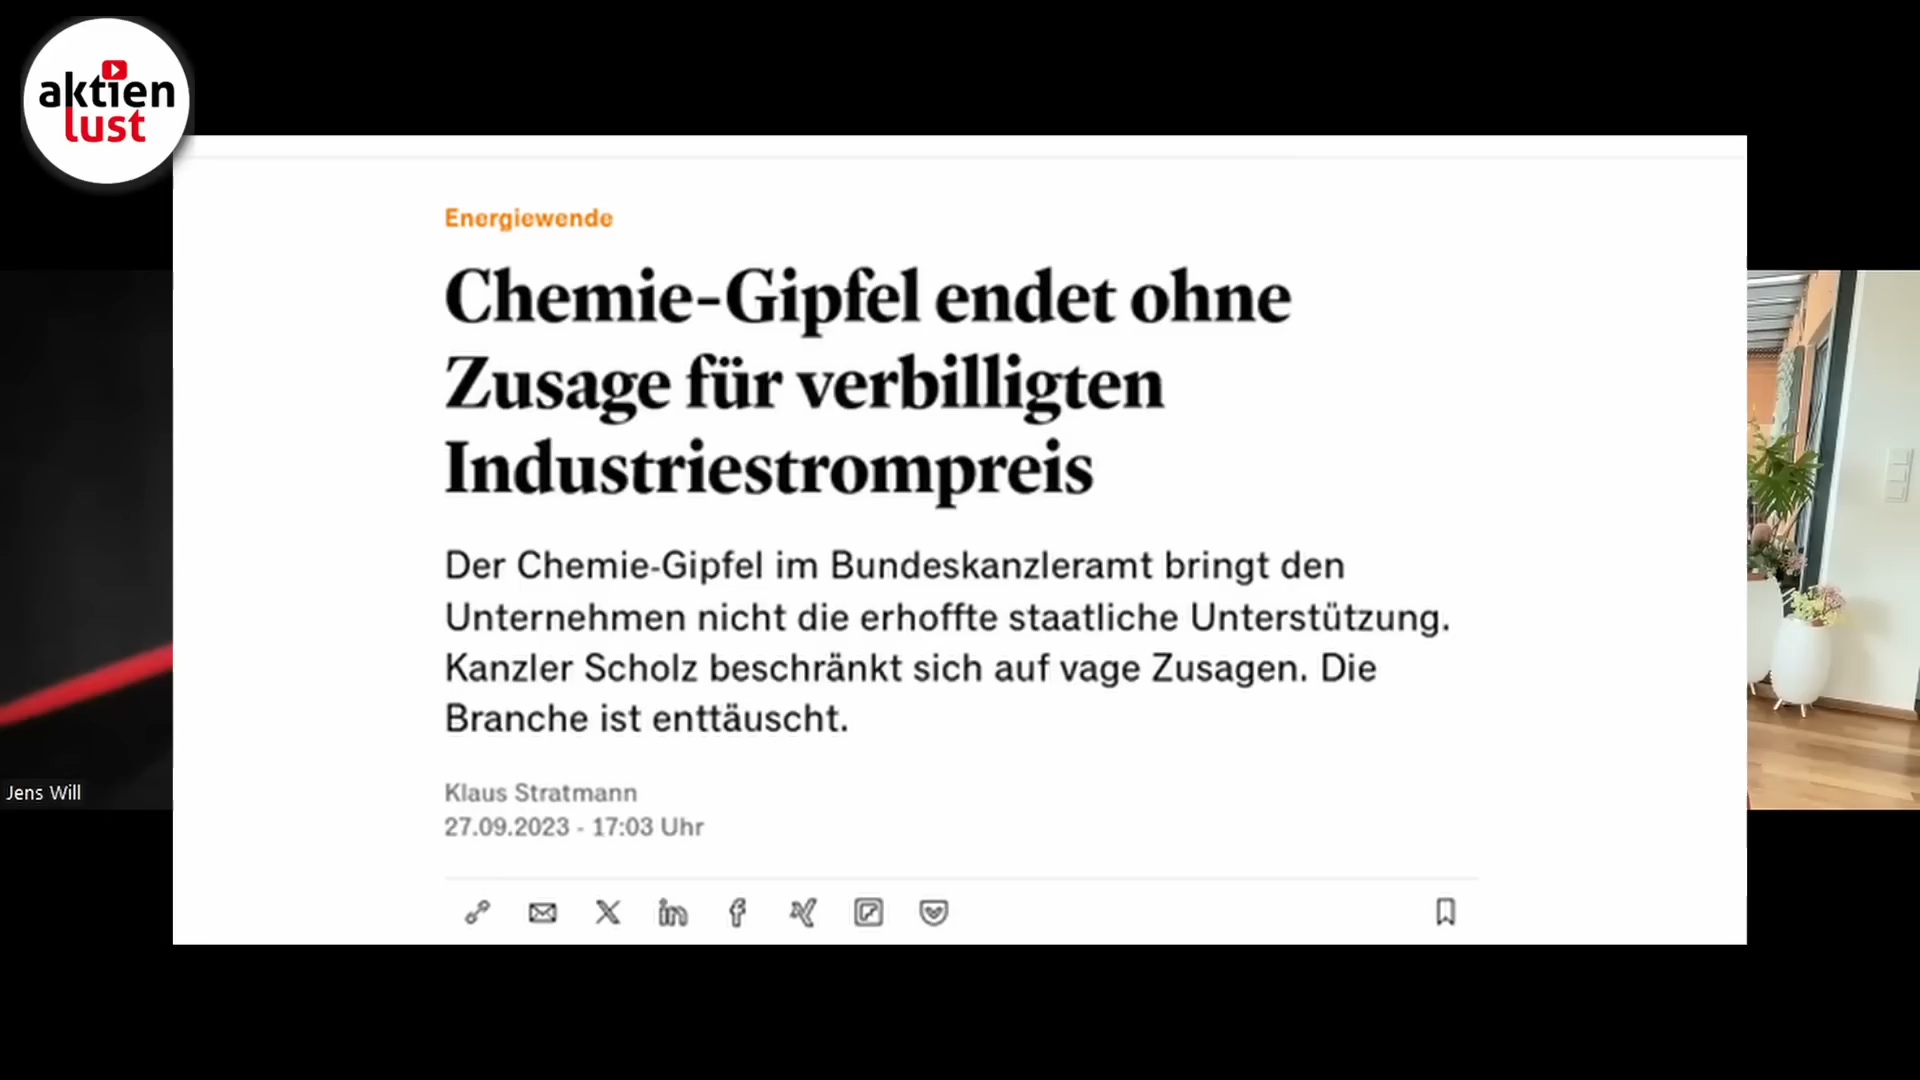 aktien
lust
Energiewende
Chemie-Gipfel endet ohne
Zusage für verbilligten
Industriestrompreis
Der Chemie-Gipfel im Bundeskanzleramt bringt den
Unternehmen nicht die erhoffte staatliche Unterstützung.
Kanzler Scholz beschränkt sich auf vage Zusagen. Die
Branche ist enttäuscht.
Klaus Stratmann
27.09.2023 - 17:03 Uhr
Jens Will